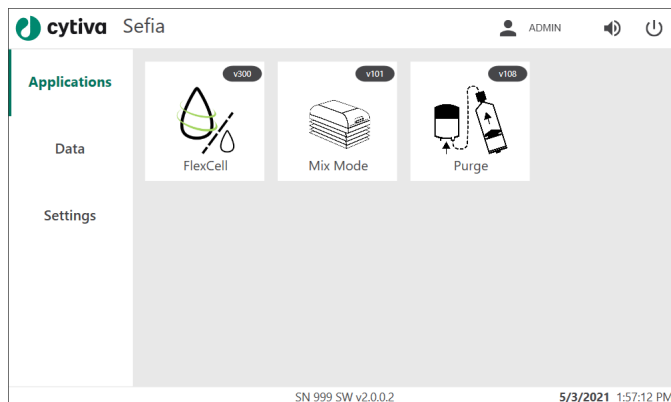 cytiva Sefia ADMIN
Applications
Data
Settings
v300
FlexCell
v101
Mix Mode
v108
Purge
SN 999 SW v2.0.0.2
5/3/2021 1:57:12 PM